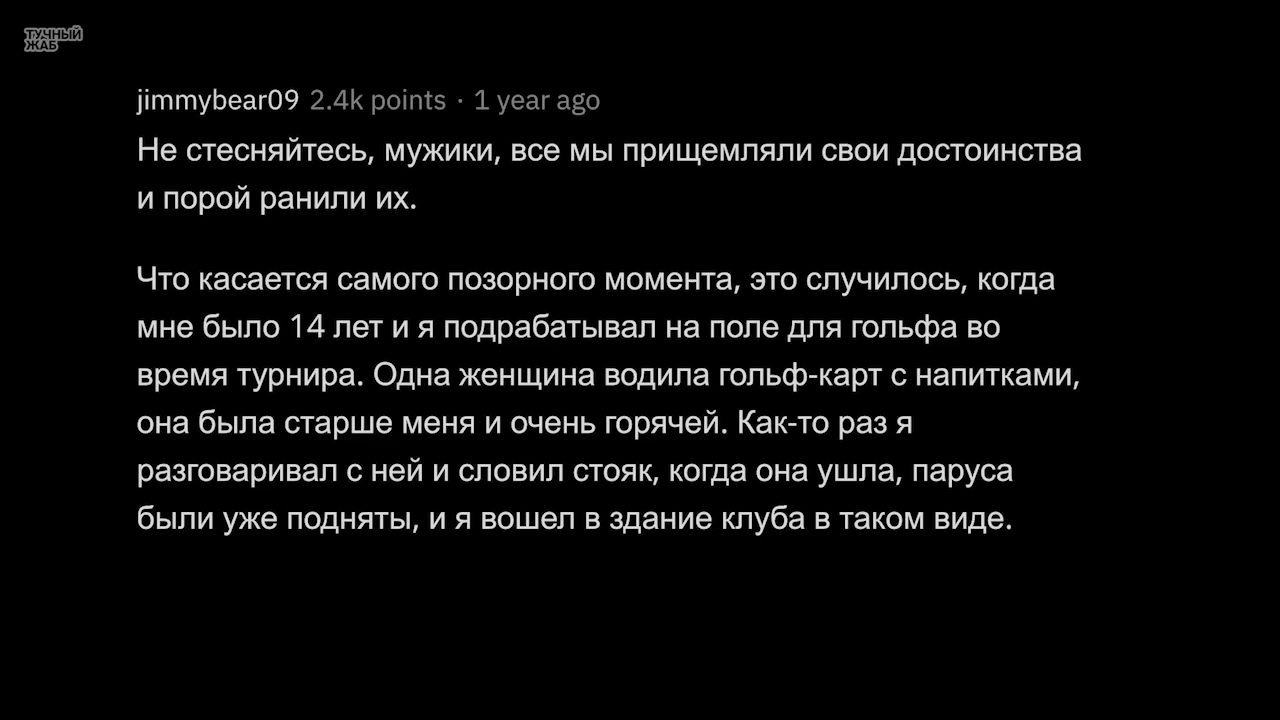 ТУЧНЫЙ
ЖАБ
jimmybear09 2.4k points · 1 year ago
Не стесняйтесь, мужики, все мы прищемляли свои достоинства
и порой ранили их.
Что касается самого позорного момента, это случилось, когда
мне было 14 лет и я подрабатывал на поле для гольфа во
время турнира. Одна женщина водила гольф-карт с напитками,
она была старше меня и очень горячей. Как-то раз я
разговаривал с ней и словил стояк, когда она ушла, паруса
были уже подняты, и я вошел в здание клуба в таком виде.